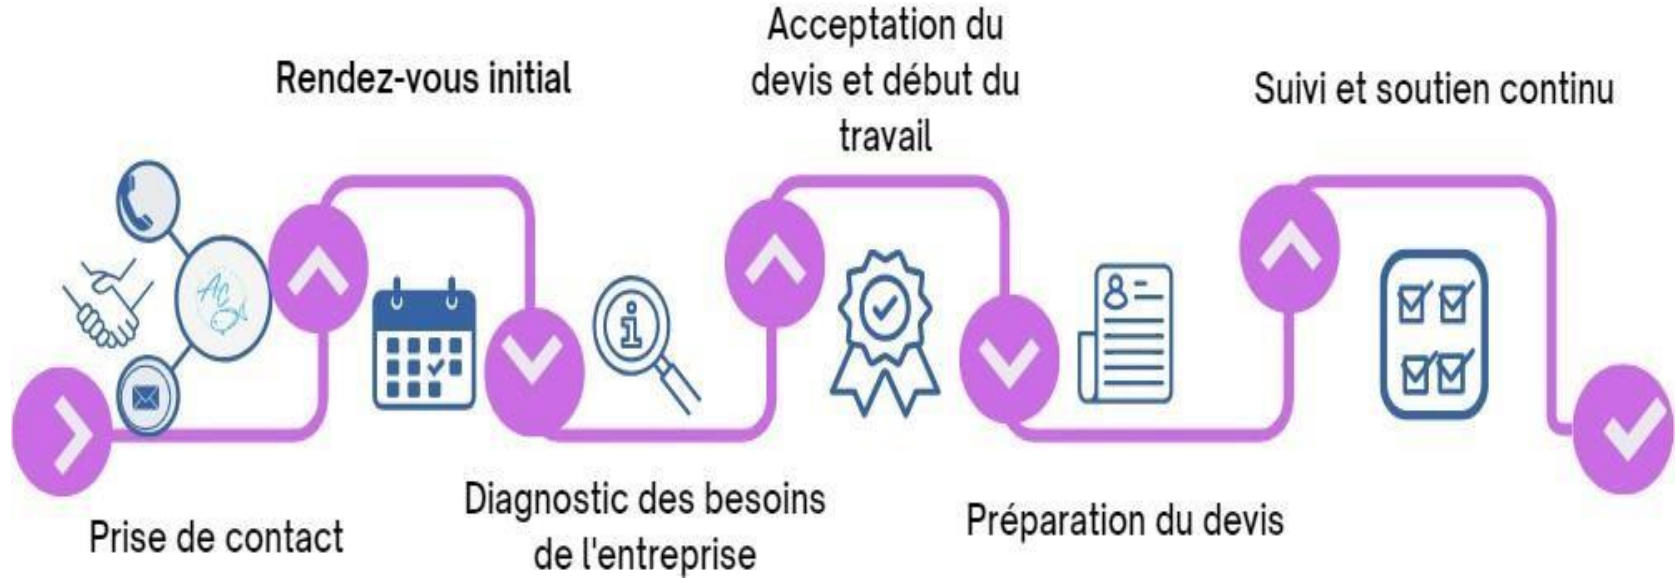 Prise de contact
Rendez-vous initial
Diagnostic des besoins
de l'entreprise
Acceptation du
devis et début du
travail
Préparation du devis
Suivi et soutien continu
AC